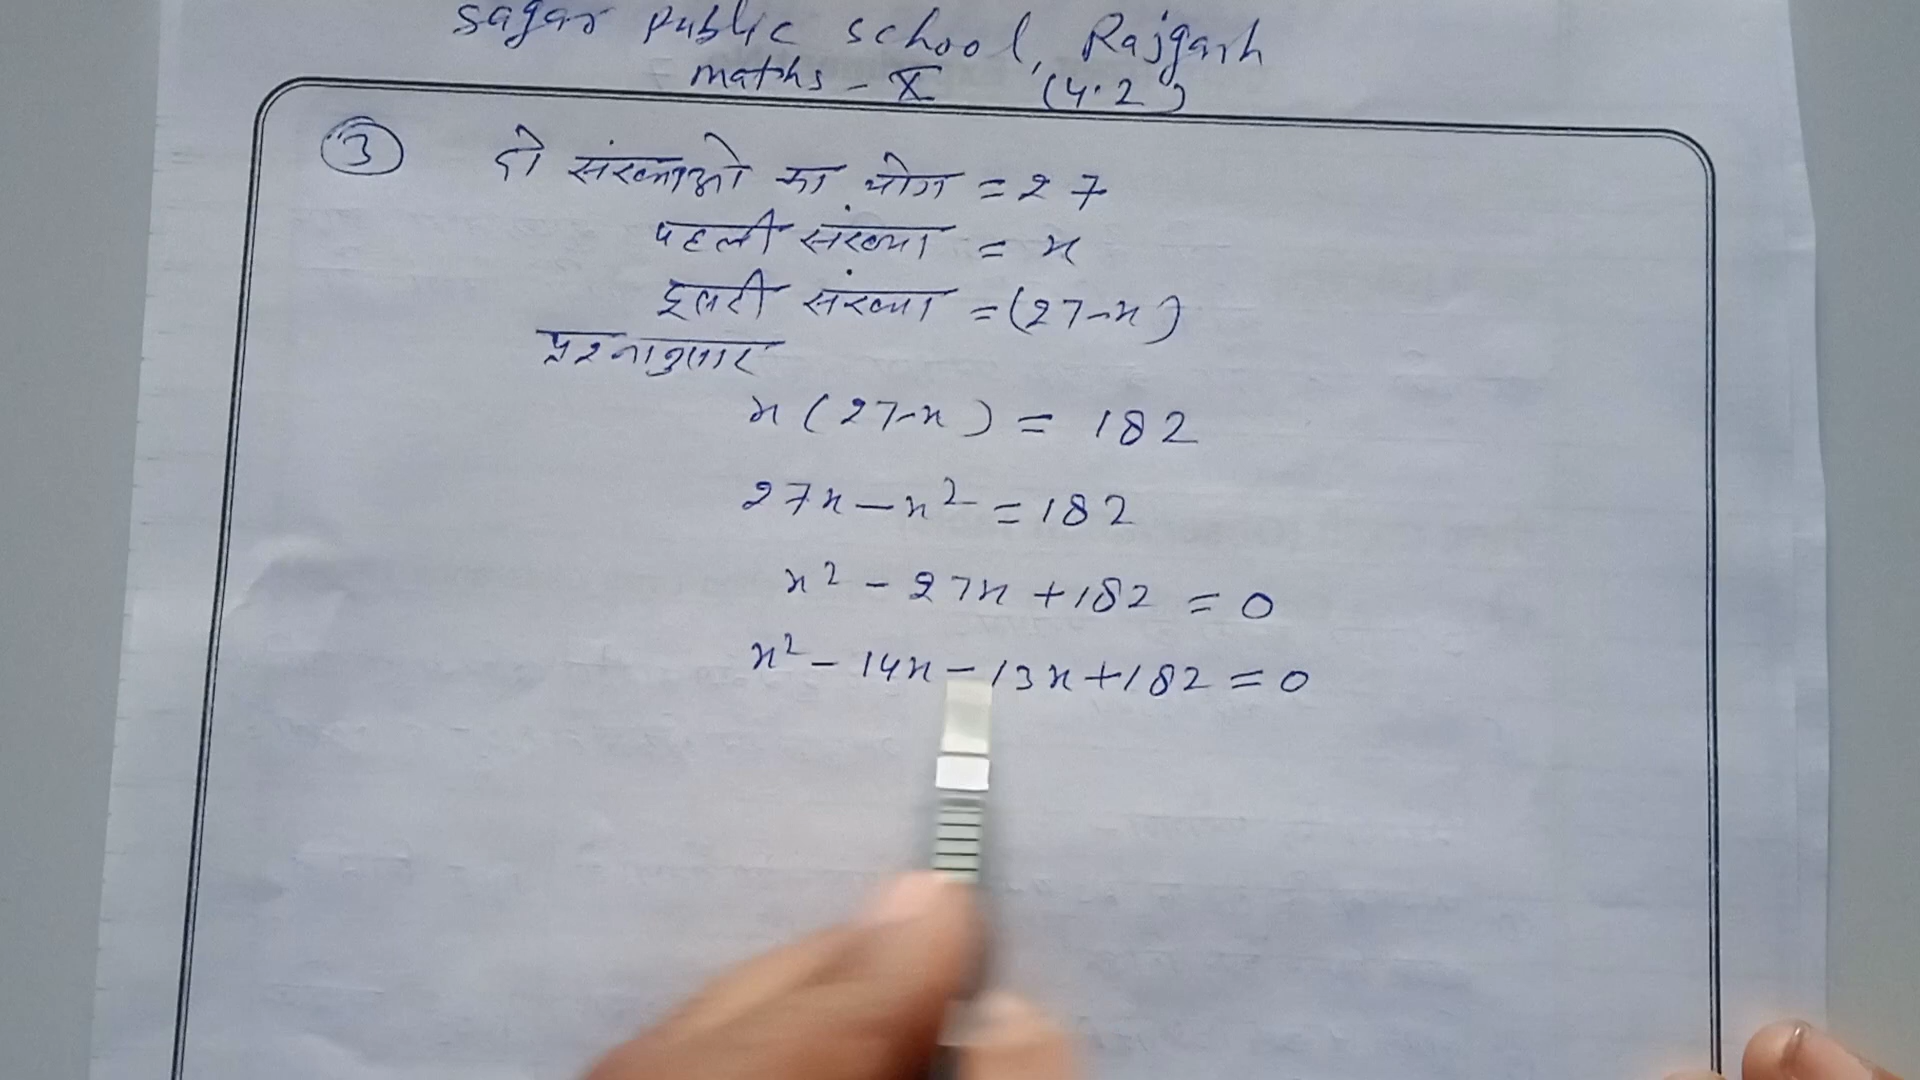 sagar public school, Rajgarh
maths - X (4.2)
3 दो संख्याओ का योग = 27
पहली संख्या = x
दूसरी संख्या = (27-x)
प्रश्नानुसार
x(27-x) = 182
27x - x² = 182
x² - 27x + 182 = 0
x² - 14x - 13x + 182 = 0